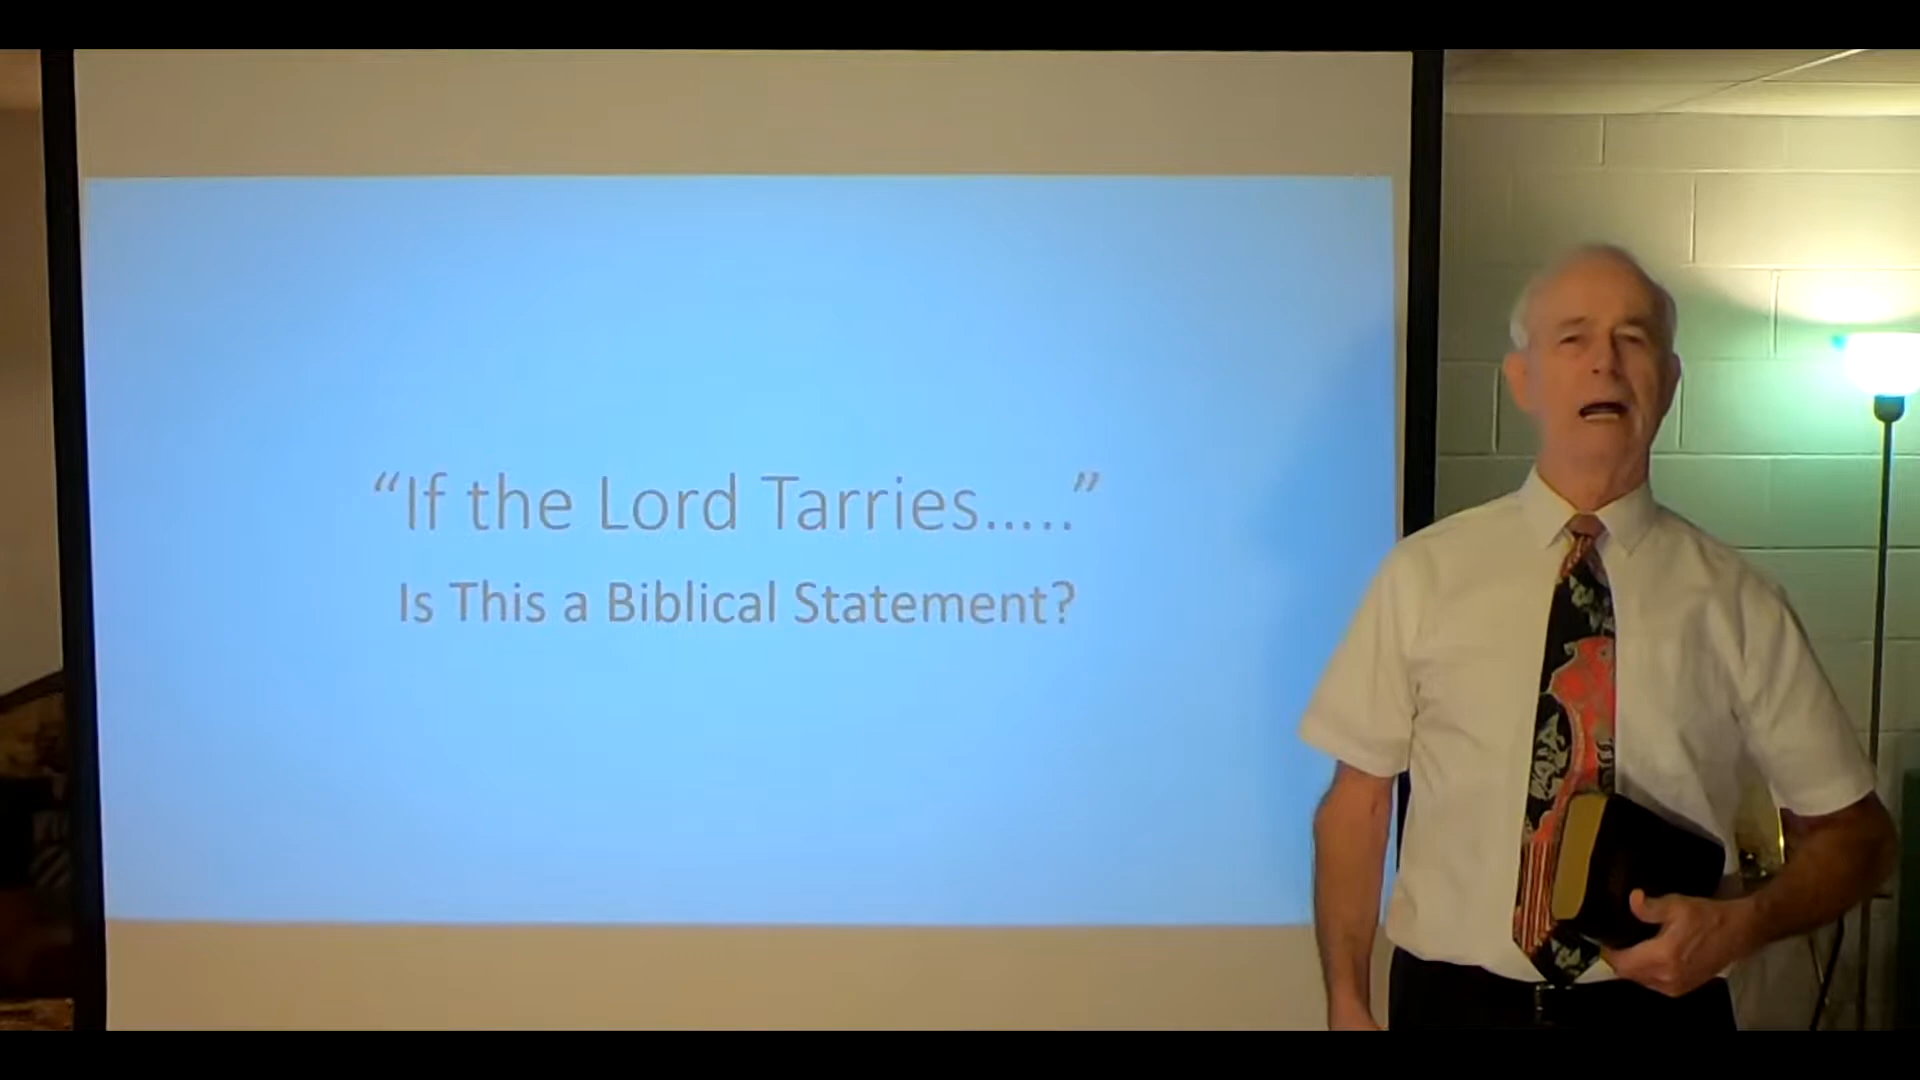 “If the Lord Tarries.....”
Is This a Biblical Statement?